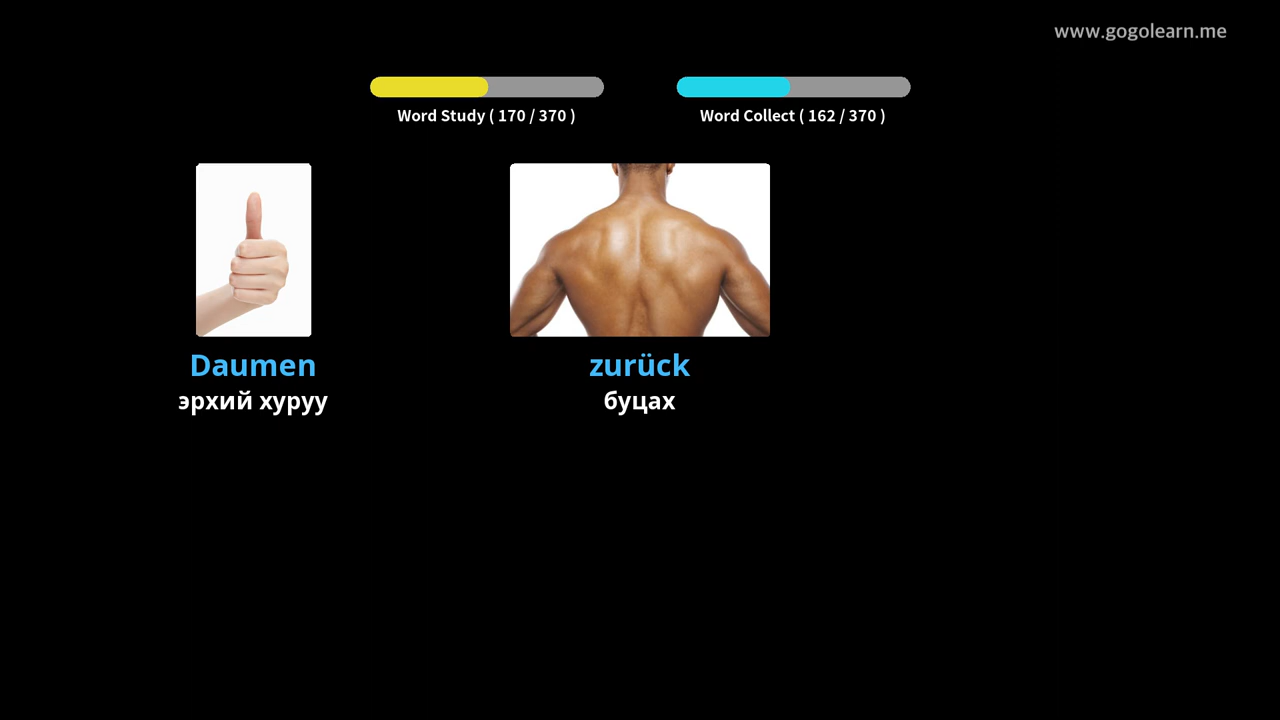 www.gogolearn.me
Word Study ( 170 / 370 )
Word Collect ( 162 / 370 )
Daumen
эрхий хуруу
zurück
буцах